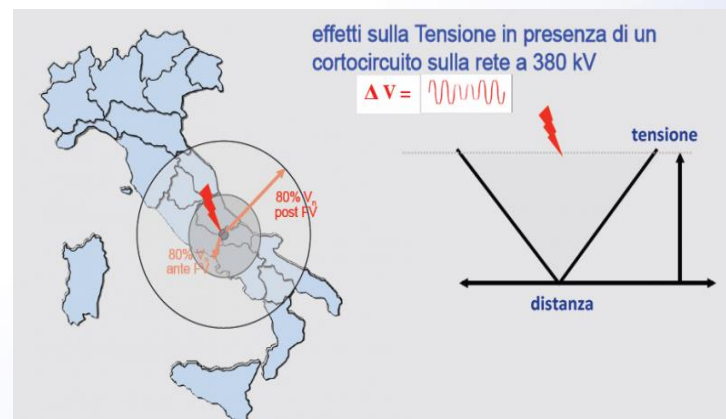 effetti sulla Tensione in presenza di un
cortocircuito sulla rete a 380 kV
Δ V =
tensione
80% Vn
post FV
80% Vn
ante FV
distanza